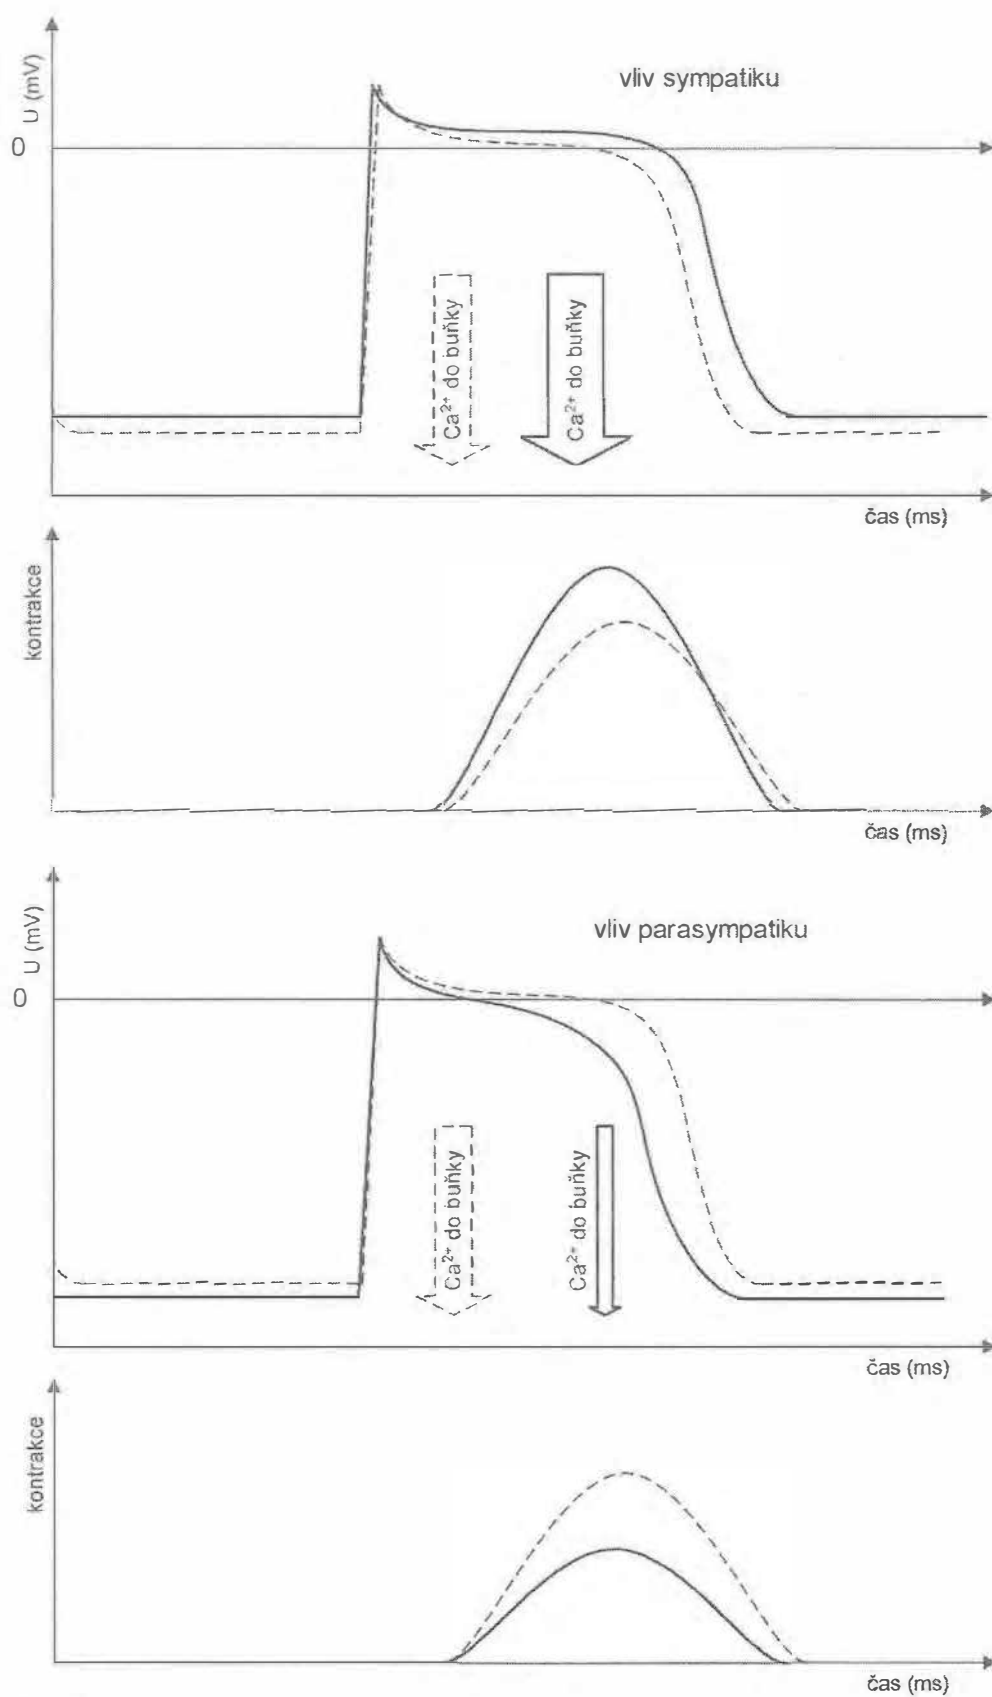 U (mV)
vliv sympatiku
0
Ca²⁺ do buňky
Ca²⁺ do buňky
čas (ms)
kontrakce
čas (ms)
U (mV)
vliv parasympatiku
0
Ca²⁺ do buňky
Ca²⁺ do buňky
čas (ms)
kontrakce
čas (ms)